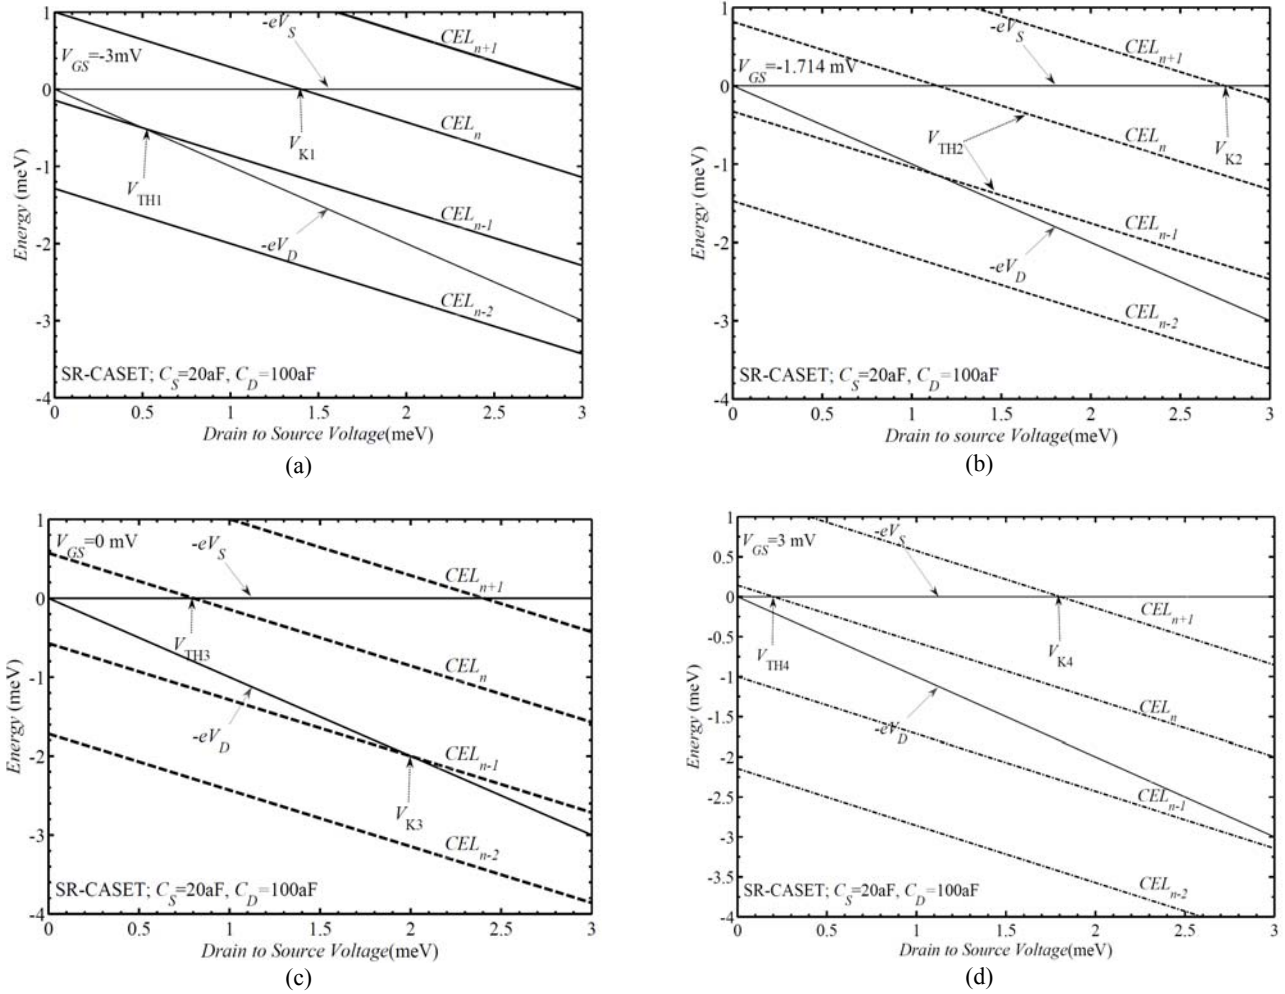 1
0
-1
-2
-3
-4
0
0.5
1
1.5
2
2.5
3
Energy (meV)
V_GS=-3mV
-eV_S
CEL_n+1
CEL_n
V_K1
V_TH1
CEL_n-1
-eV_D
CEL_n-2
SR-CASET; C_S=20aF, C_D=100aF
Drain to Source Voltage(meV)
(a)
1
0
-1
-2
-3
-4
0
0.5
1
1.5
2
2.5
3
Energy (meV)
V_GS=-1.714 mV
-eV_S
CEL_n+1
V_TH2
CEL_n
V_K2
CEL_n-1
-eV_D
CEL_n-2
SR-CASET; C_S=20aF, C_D=100aF
Drain to source Voltage(meV)
(b)
1
0
-1
-2
-3
-4
0
0.5
1
1.5
2
2.5
3
Energy (meV)
V_GS=0 mV
-eV_S
CEL_n+1
V_TH3
CEL_n
-eV_D
CEL_n-1
V_K3
CEL_n-2
SR-CASET; C_S=20aF, C_D=100aF
Drain to Source Voltage(meV)
(c)
1
0.5
0
-0.5
-1
-1.5
-2
-2.5
-3
-3.5
-4
0
0.5
1
1.5
2
2.5
3
Energy (meV)
V_GS=3 mV
-eV_S
CEL_n+1
V_TH4
V_K4
CEL_n
-eV_D
CEL_n-1
CEL_n-2
SR-CASET; C_S=20aF, C_D=100aF
Drain to Source Voltage(meV)
(d)